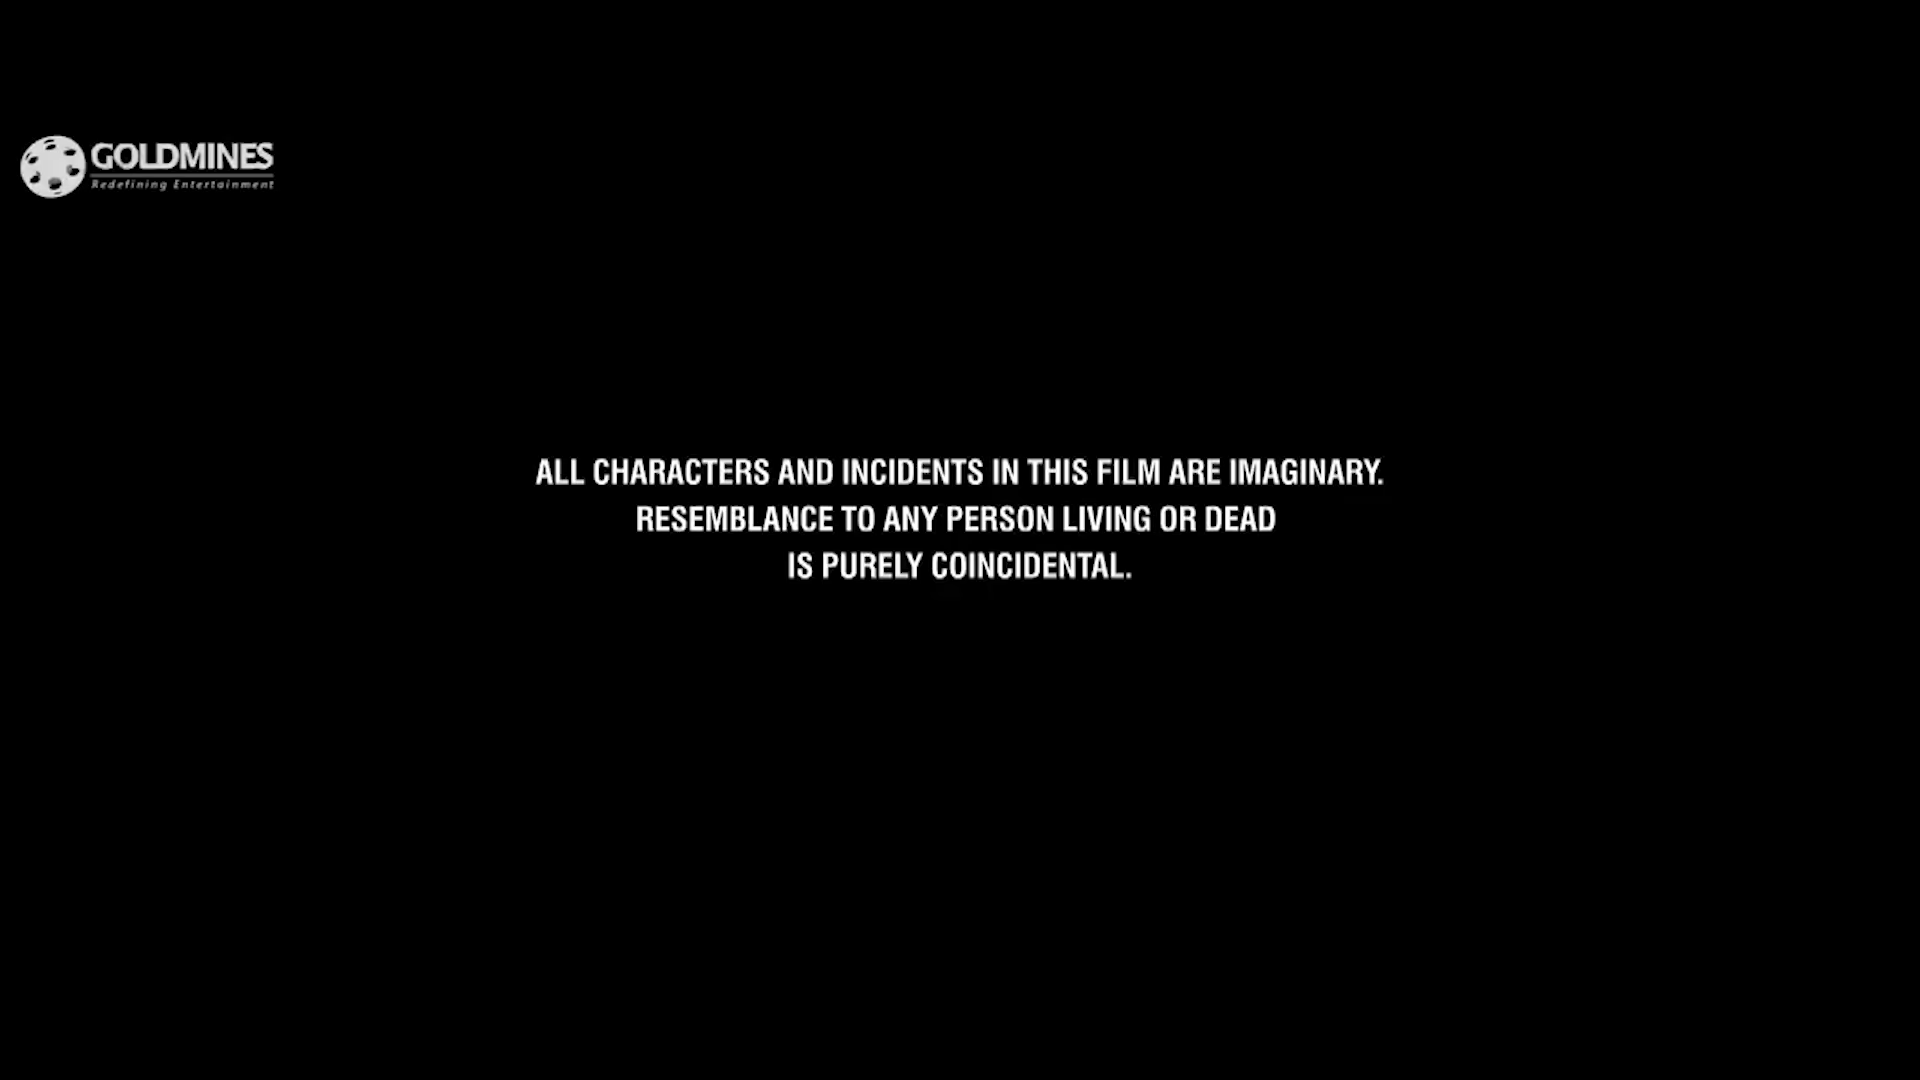 GOLDMINES
Redefining Entertainment
ALL CHARACTERS AND INCIDENTS IN THIS FILM ARE IMAGINARY.
RESEMBLANCE TO ANY PERSON LIVING OR DEAD
IS PURELY COINCIDENTAL.